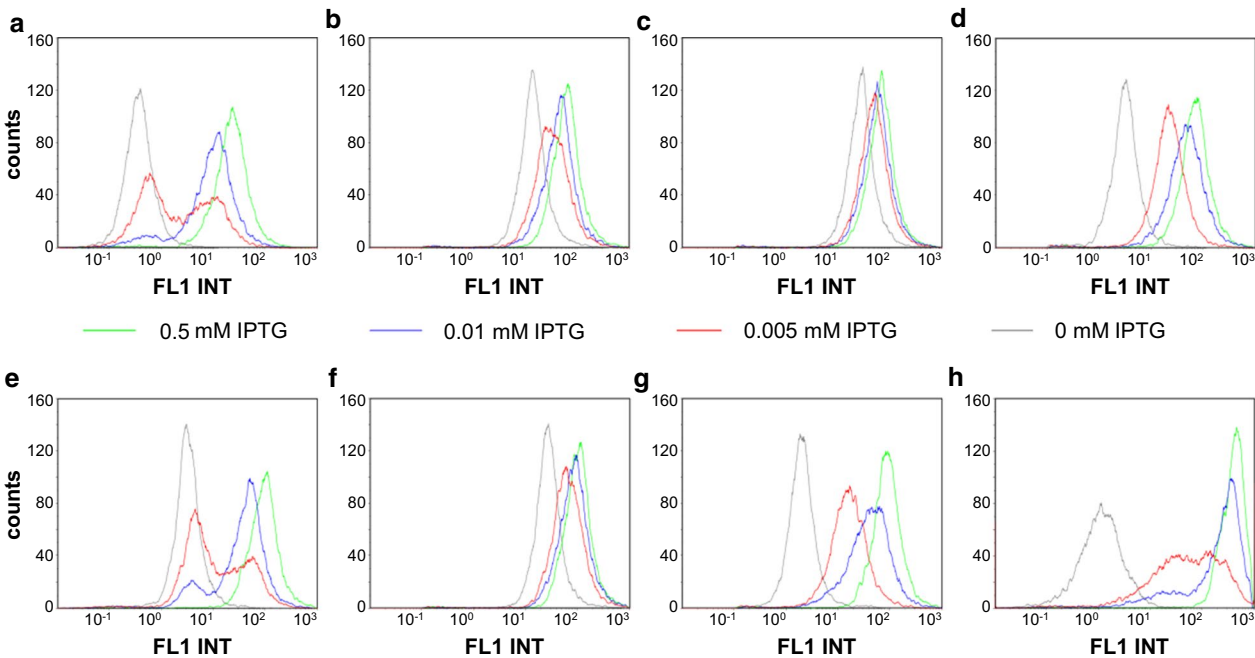 a b c d
160 160 160 160
120 120 120 120
80 80 80 80
40 40 40 40
0 0 0 0
counts
10-1 100 101 102 103 10-1 100 101 102 103 10-1 100 101 102 103 10-1 100 101 102 103
FL1 INT FL1 INT FL1 INT FL1 INT
0.5 mM IPTG 0.01 mM IPTG 0.005 mM IPTG 0 mM IPTG
e f g h
160 160 160 160
120 120 120 120
80 80 80 80
40 40 40 40
0 0 0 0
counts
10-1 100 101 102 103 10-1 100 101 102 103 10-1 100 101 102 103 10-1 100 101 102 103
FL1 INT FL1 INT FL1 INT FL1 INT